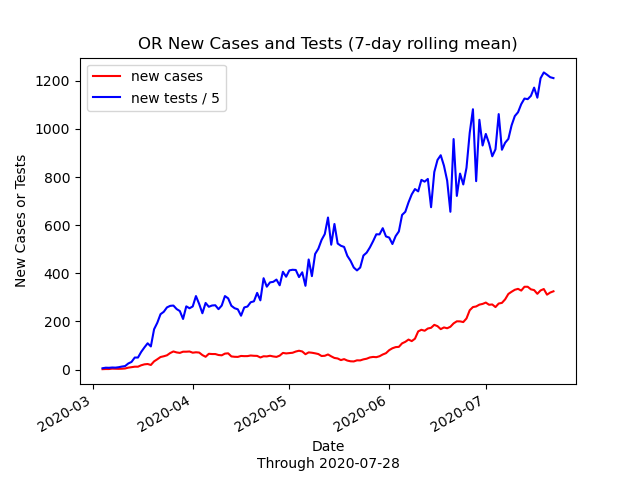 OR New Cases and Tests (7-day rolling mean)
new cases
new tests / 5
1200
1000
800
600
400
200
0
New Cases or Tests
2020-03
2020-04
2020-05
2020-06
2020-07
Date
Through 2020-07-28